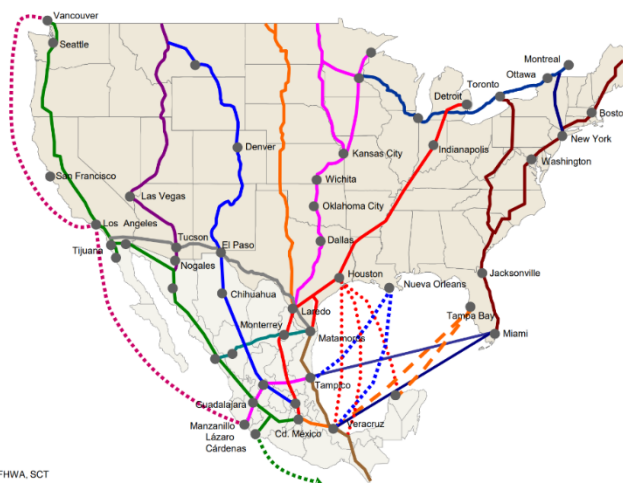 Vancouver
Seattle
Montreal
Ottawa
Toronto
Detroit
Boston
New York
Denver
Kansas City
Indianapolis
Washington
San Francisco
Las Vegas
Wichita
Oklahoma City
Los Angeles
Tucson
El Paso
Dallas
Tijuana
Nogales
Houston
Nueva Orleans
Jacksonville
Chihuahua
Laredo
Tampa Bay
Monterrey
Matamoros
Miami
Tampico
Guadalajara
Manzanillo
Cd. México
Veracruz
Lázaro
Cárdenas
FHWA, SCT